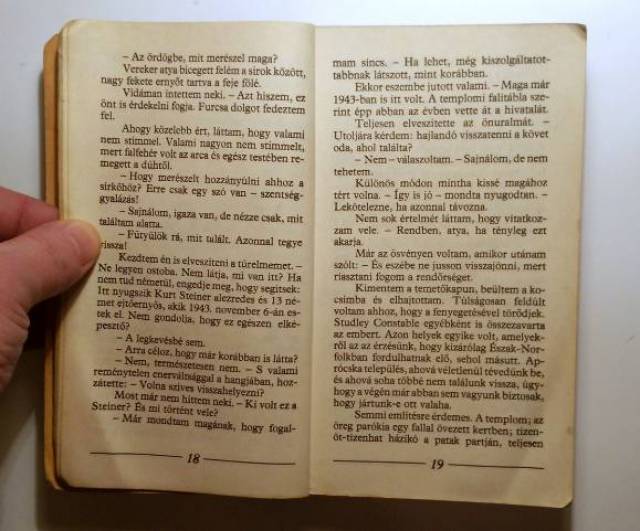 – Az ördögbe, mit merészel maga?
Vereker atya bicegett felém a sírok között,
nagy fekete ernyőt tartva a feje fölé.
Vidáman intettem neki. – Azt hiszem, ez
önt is érdekelni fogja. Furcsa dolgot fedeztem
fel.
Ahogy közelebb ért, láttam, hogy valami
nem stimmel. Valami nagyon nem stimmelt,
mert falfehér volt az arca és egész testében re-
megett a dühtől.
– Hogy merészelt hozzányúlni ahhoz a
sírkőhöz? Erre csak egy szó van – szentség-
gyalázás!
– Sajnálom, igaza van, de nézze csak, mit
találtam alatta.
– Fütyülök rá, mit talált. Azonnal tegye
vissza!
Kezdtem én is elveszíteni a türelmemet. –
Ne legyen ostoba. Nem látja, mi van itt? Ha
nem tud németül, engedje meg, hogy segítsek:
Itt nyugszik Kurt Steiner alezredes és 13 né-
met ejtőernyős, akik 1943. november 6-án es-
tek el. Nem gondolja, hogy ez egészen elké-
pesztő?
– A legkevésbé sem.
– Arra céloz, hogy már korábban is látta?
– Nem, természetesen nem. – S valami
reménytelen enerváltsággal a hangjában, hoz-
zátette: – Volna szíves visszahelyezni?
Most már nem hittem neki. – Ki volt ez a
Steiner? És mi történt vele?
– Már mondtam magának, hogy fogal-
18
mam sincs. – Ha lehet, még kiszolgáltatot-
tabbnak látszott, mint korábban.
Ekkor eszembe jutott valami. – Maga már
1943-ban is itt volt. A templomi falitábla sze-
rint épp abban az évben vette át a hivatalát.
Teljesen elveszítette az önuralmát. –
Utoljára kérdem: hajlandó visszatenni a követ
oda, ahol találta?
– Nem – válaszoltam. – Sajnálom, de nem
tehetem.
Különös módon mintha kissé magához
tért volna. – Így is jó – mondta nyugodtan. –
Lekötelezne, ha azonnal távozna.
Nem sok értelmét láttam, hogy vitatkoz-
zam vele. – Rendben, atya, ha tényleg ezt
akarja.
Már az ösvényen voltam, amikor utánam
szólt: – És eszébe ne jusson visszajönni, mert
riasztani fogom a rendőrséget.
Kimentem a temetőkapun, beültem a ko-
csimba és elhajtottam. Túlságosan feldúlt
voltam ahhoz, hogy a fenyegetésével törődjek.
Studley Constable egyébként is összezavarta
az embert. Azon helyek egyike volt, amelyek-
ről az az érzésünk, hogy kizárólag Észak-Nor-
folkban fordulhatnak elő, sehol másutt. Ap-
rócska település, ahová véletlenül tévedünk be,
és ahová soha többé nem találunk vissza, úgy-
hogy a végén már abban sem vagyunk biztosak,
hogy jártunk-e ott valaha.
Semmi említésre érdemes. A templom; az
öreg parókia egy fallal övezett kertben; tizen-
öt-tizenhat házikó a patak partján, teljesen
19